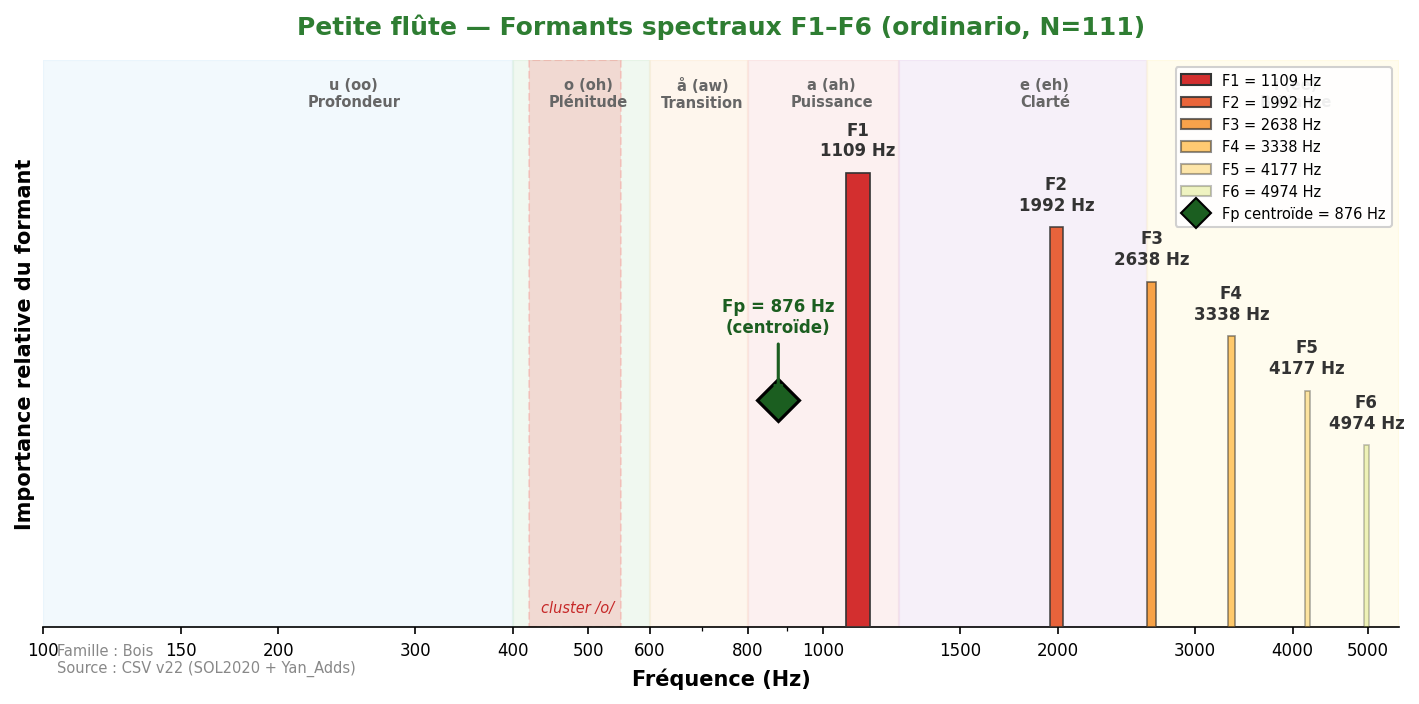 Petite flûte — Formants spectraux F1–F6 (ordinario, N=111)
u (oo)
Profondeur
o (oh)
Plénitude
å (aw)
Transition
a (ah)
Puissance
e (eh)
Clarté
F1 = 1109 Hz
F2 = 1992 Hz
F3 = 2638 Hz
F4 = 3338 Hz
F5 = 4177 Hz
F6 = 4974 Hz
Fp centroïde = 876 Hz
F1
1109 Hz
F2
1992 Hz
F3
2638 Hz
F4
3338 Hz
F5
4177 Hz
F6
4974 Hz
Fp = 876 Hz
(centroïde)
cluster /o/
Importance relative du formant
100 150 200 300 400 500 600 800 1000 1500 2000 3000 4000 5000
Famille : Bois
Source : CSV v22 (SOL2020 + Yan_Adds)
Fréquence (Hz)